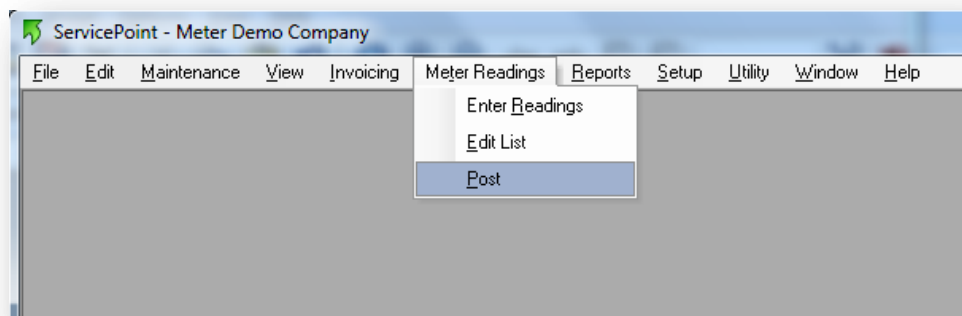 ServicePoint - Meter Demo Company
File Edit Maintenance View Invoicing Meter Readings Reports Setup Utility Window Help
Enter Readings
Edit List
Post